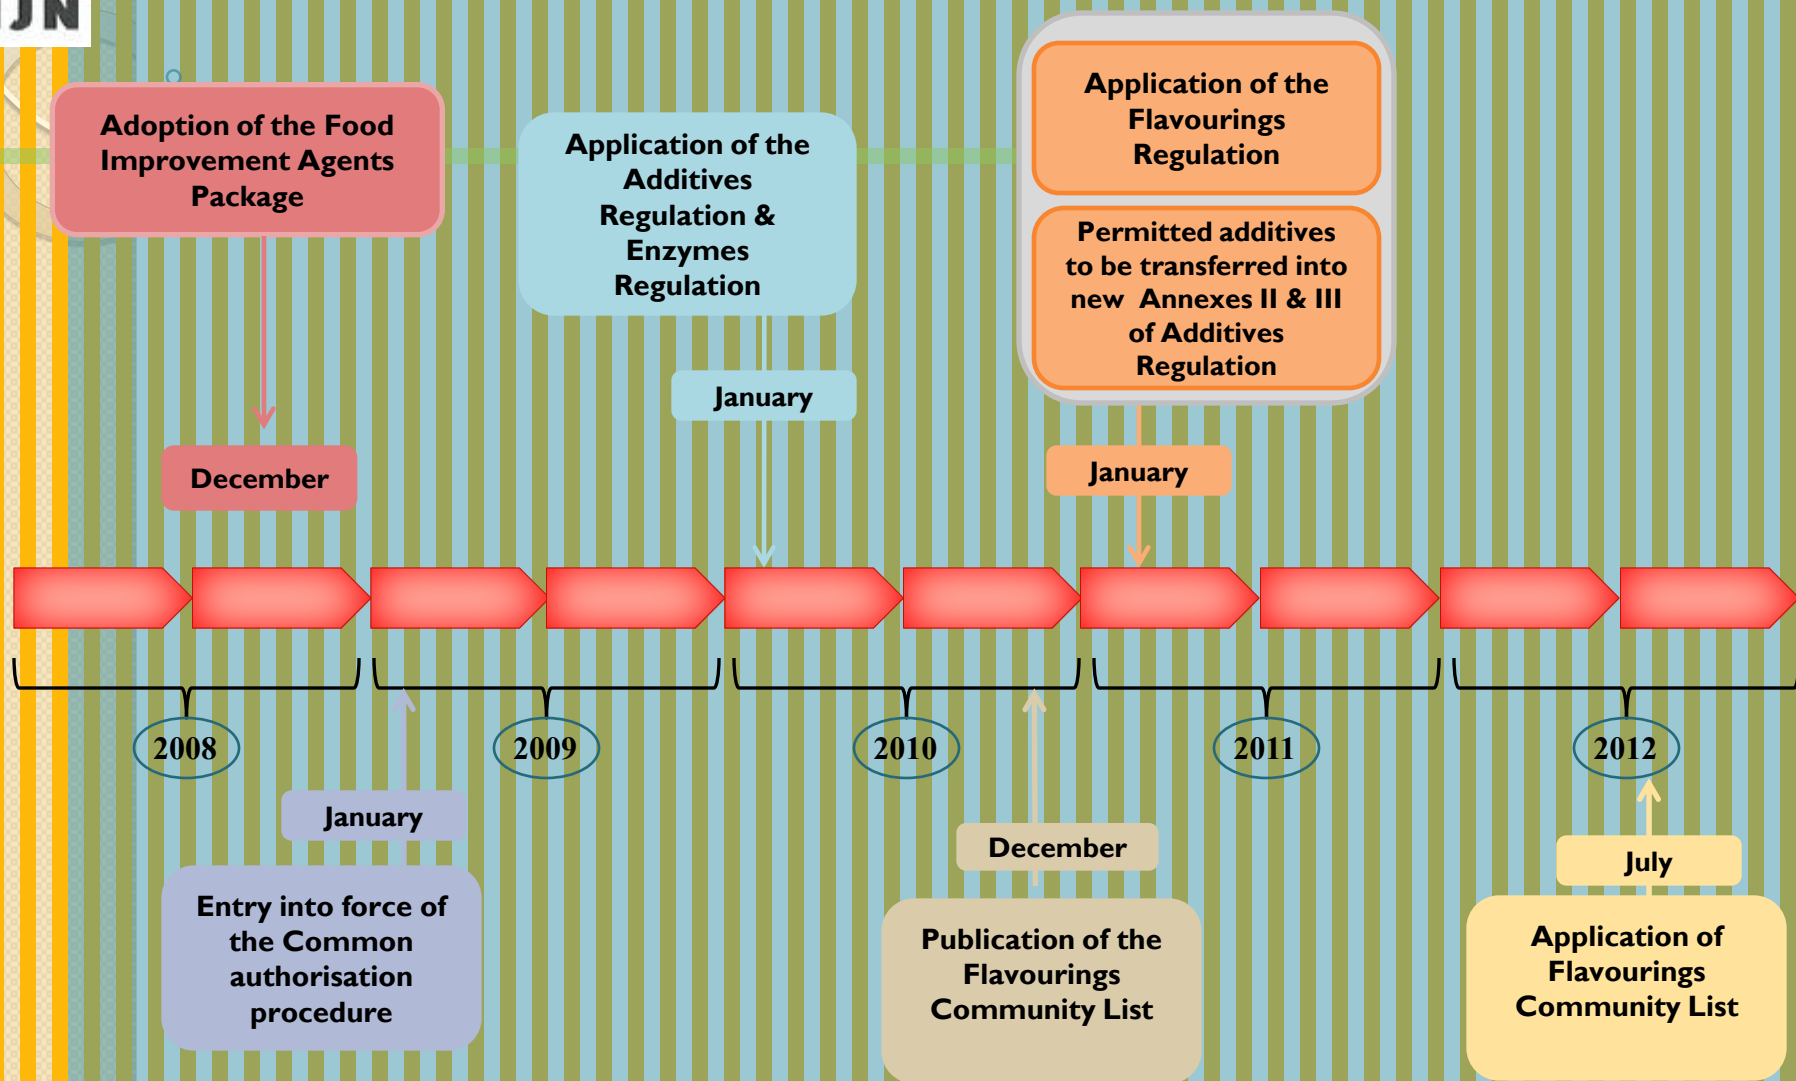 JN
Adoption of the Food
Improvement Agents
Package
December
Application of the
Additives
Regulation &
Enzymes
Regulation
January
Application of the
Flavourings
Regulation
Permitted additives
to be transferred into
new Annexes II & III
of Additives
Regulation
January
2008
2009
2010
2011
2012
January
Entry into force of
the Common
authorisation
procedure
December
Publication of the
Flavourings
Community List
July
Application of
Flavourings
Community List